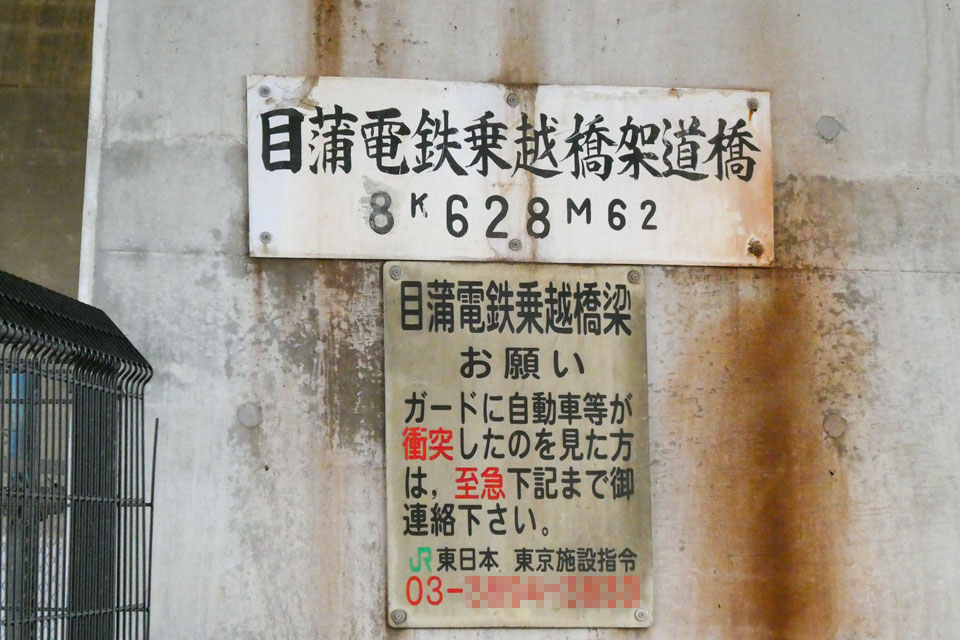 目蒲電鉄乗越橋架道橋
8K628M62
目蒲電鉄乗越橋梁
お願い
ガードに自動車等が
衝突したのを見た方
は,至急下記まで御
連絡下さい。
JR東日本 東京施設指令
03-